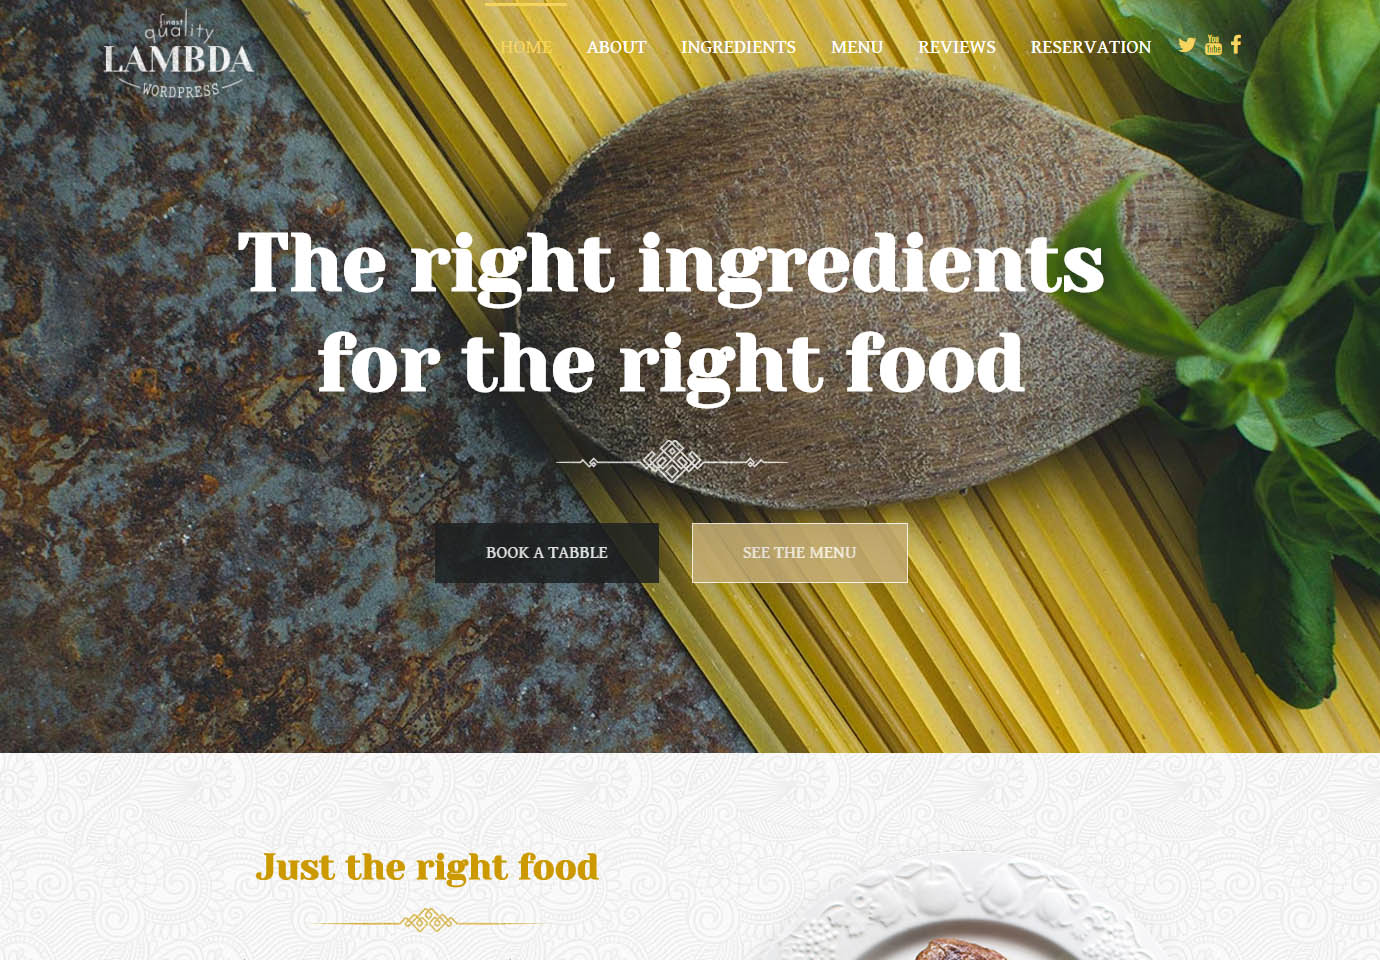 finest
quality
LAMBDA
WORDPRESS
HOME ABOUT INGREDIENTS MENU REVIEWS RESERVATION You Tube
The right ingredients
for the right food
BOOK A TABBLE SEE THE MENU
Just the right food